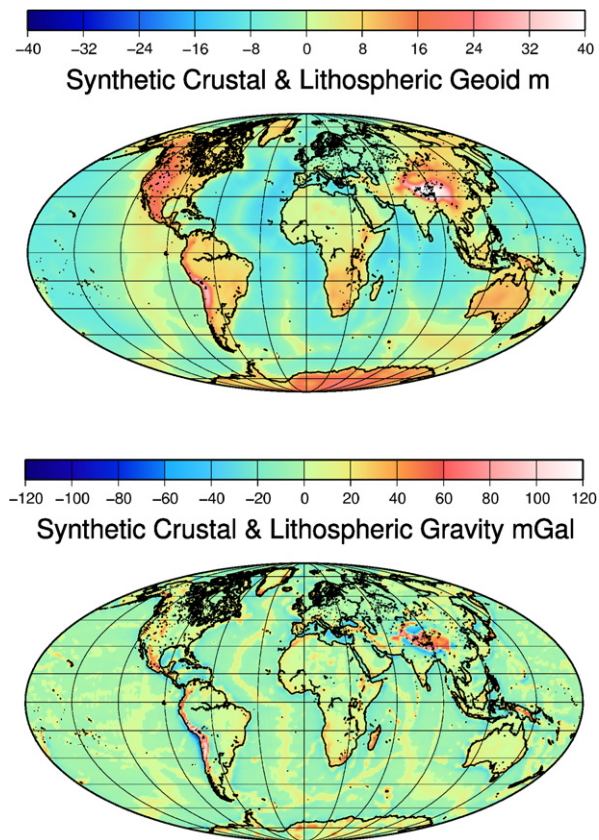 −40 −32 −24 −16 −8 0 8 16 24 32 40
Synthetic Crustal & Lithospheric Geoid m
−120 −100 −80 −60 −40 −20 0 20 40 60 80 100 120
Synthetic Crustal & Lithospheric Gravity mGal